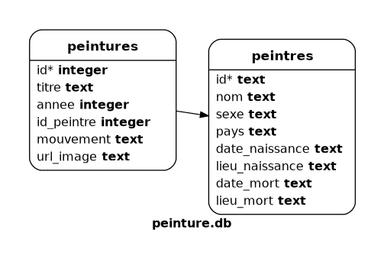 peintures
id* integer
titre text
annee integer
id_peintre integer
mouvement text
url_image text
peintres
id* text
nom text
sexe text
pays text
date_naissance text
lieu_naissance text
date_mort text
lieu_mort text
peinture.db